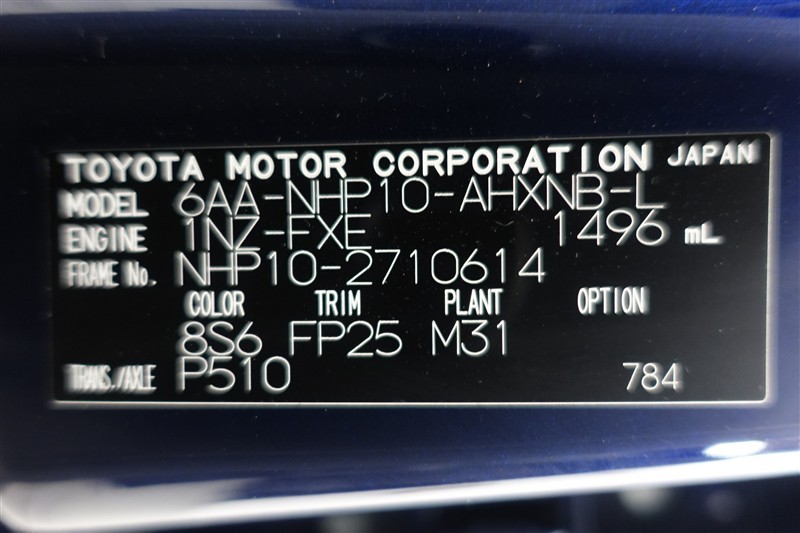 TOYOTA MOTOR CORPORATION JAPAN
MODEL 6AA-NHP10-AHXNB-L
ENGINE 1NZ-FXE 1496 mL
FRAME No. NHP10-2710614
COLOR TRIM PLANT OPTION
8S6 FP25 M31
TRANS./AXLE P510 784